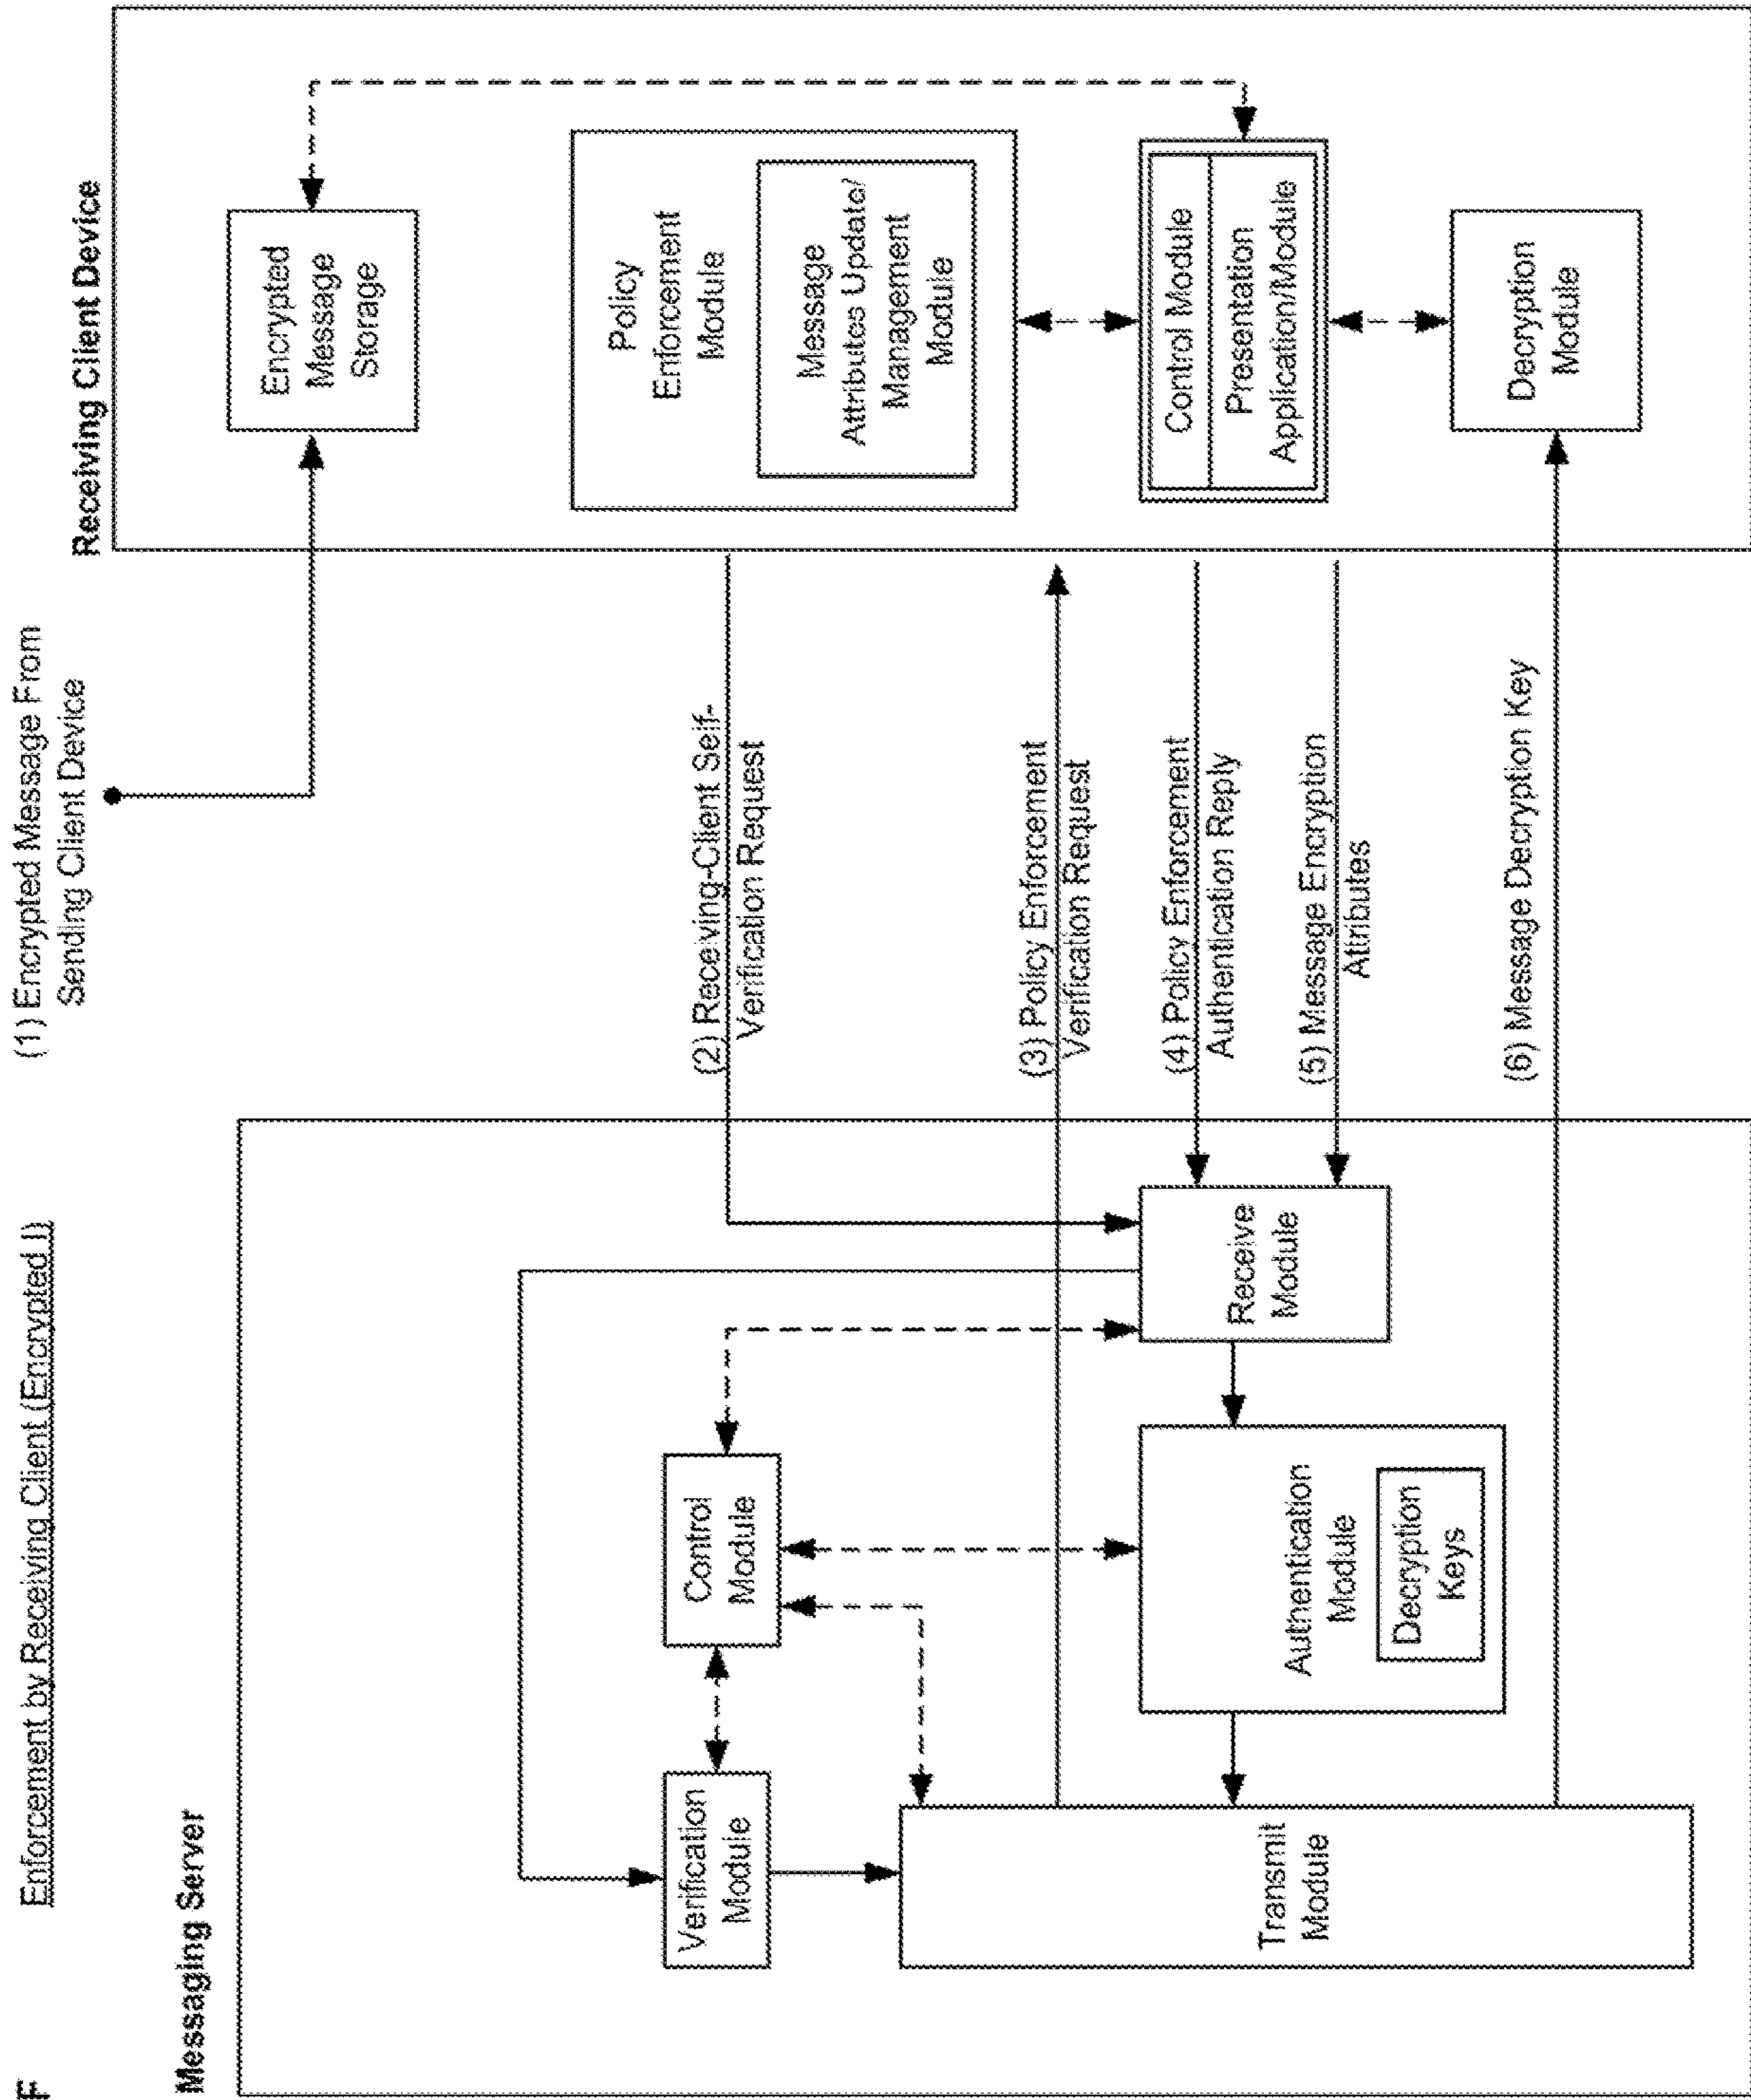 F
Enforcement by Receiving Client (Encrypted I)
Messaging Server
Verification
Module
Control
Module
Transmit
Module
Authentication
Module
Decryption
Keys
Receive
Module
(1) Encrypted Message From
Sending Client Device
(2) Receiving-Client Self-
Verification Request
(3) Policy Enforcement
Verification Request
(4) Policy Enforcement
Authentication Reply
(5) Message Encryption
Attributes
(6) Message Decryption Key
Receiving Client Device
Encrypted
Message
Storage
Policy
Enforcement
Module
Message
Attributes Update/
Management
Module
Control Module
Presentation
Application/Module
Decryption
Module